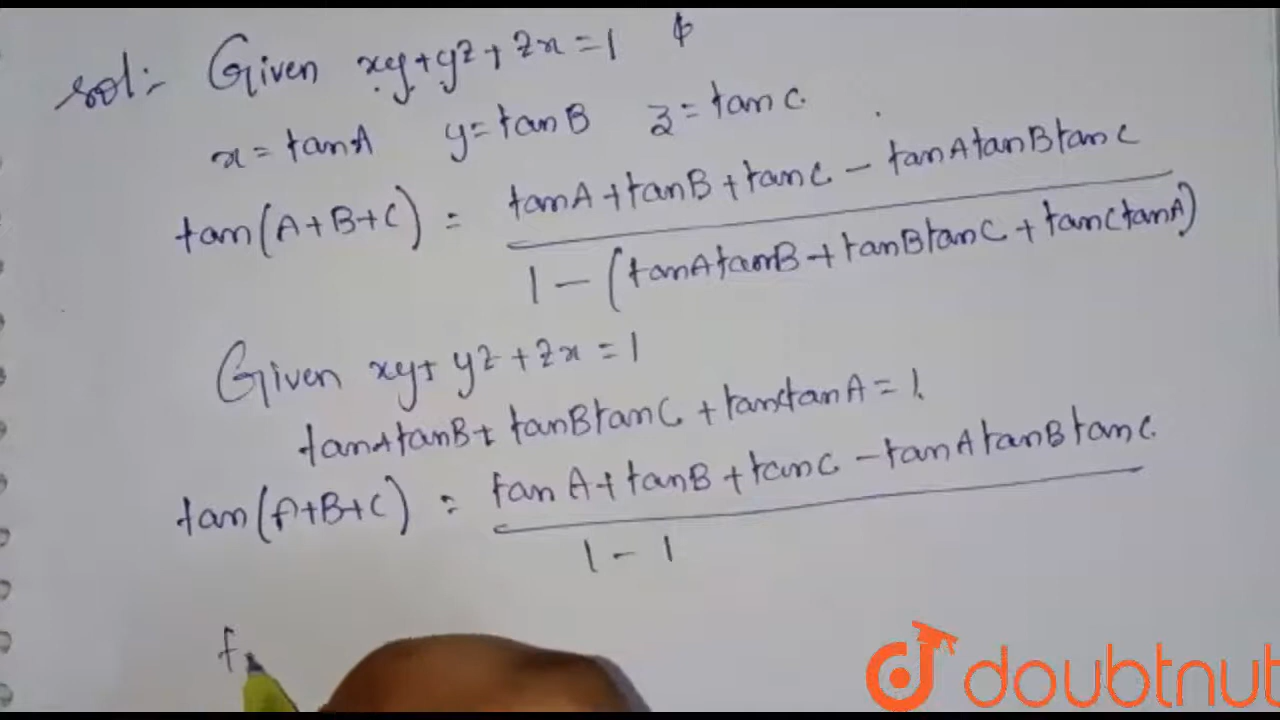 sol:- Given xy+yz+zx=1
x=tanA y=tanB z=tanC.
tan(A+B+C) = tanA+tanB+tanC-tanAtanBtanC
1-(tanAtanB+tanBtanC+tanCtanA)
Given xy+yz+zx=1
tanAtanB+tanBtanC+tanCtanA=1.
tan(A+B+C) = tanA+tanB+tanC-tanAtanBtanC.
1-1
doubtnut